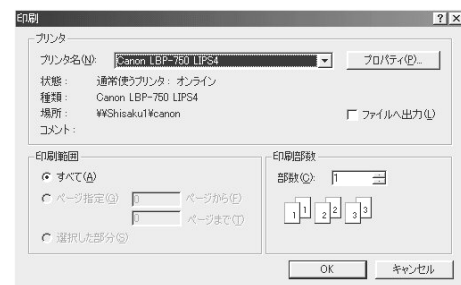 印刷
プリンタ
プリンタ名(N): Canon LBP-750 LIPS4 プロパティ(P)...
状態： 通常使うプリンタ： オンライン
種類： Canon LBP-750 LIPS4
場所： ¥¥Shisaku1¥canon
コメント： ファイルへ出力(L)
印刷範囲
すべて(A)
ページ指定(G) 0 ページから(F)
0 ページまで(T)
選択した部分(S)
印刷部数
部数(C): 1
1 1 2 2 3 3
OK キャンセル